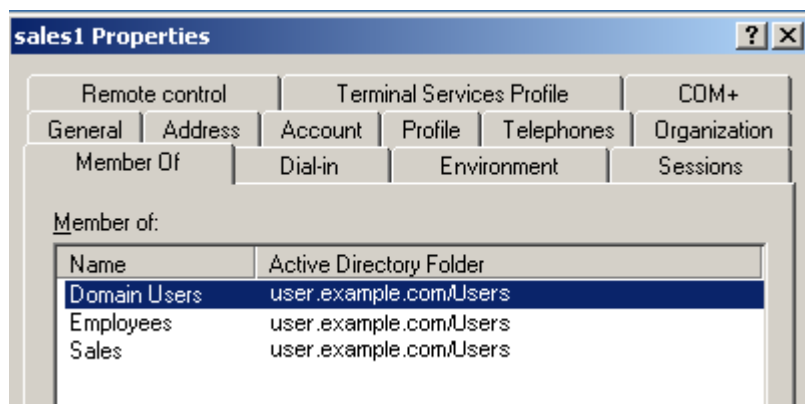 sales1 Properties
Remote control Terminal Services Profile COM+
General Address Account Profile Telephones Organization
Member Of Dial-in Environment Sessions
Member of:
Name Active Directory Folder
Domain Users user.example.com/Users
Employees user.example.com/Users
Sales user.example.com/Users